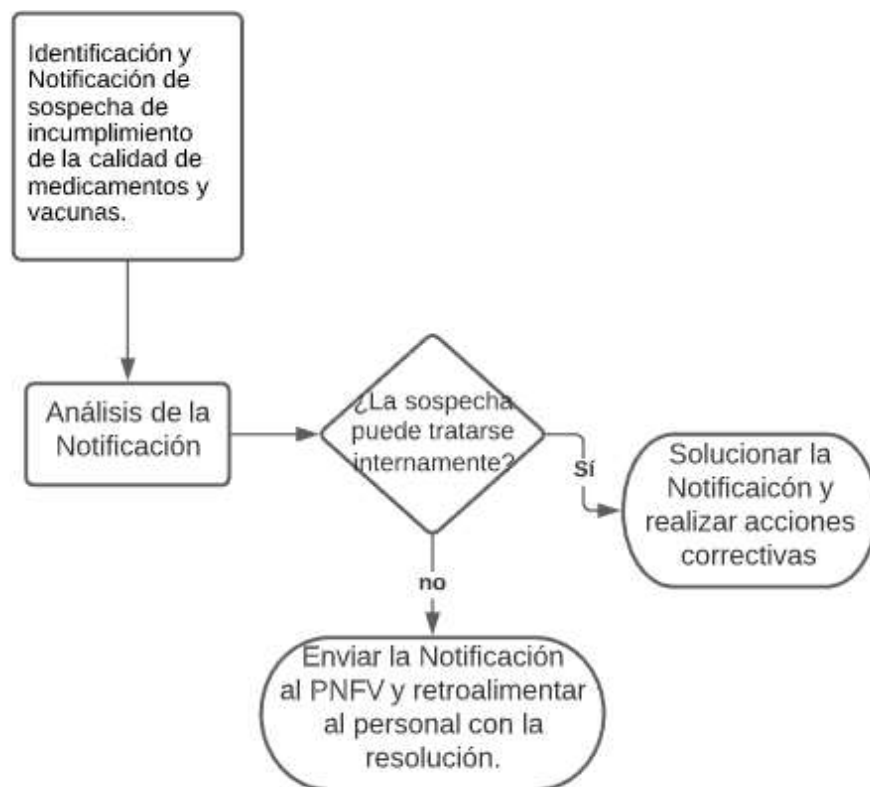 Identificación y
Notificación de
sospecha de
incumplimiento
de la calidad de
medicamentos y
vacunas.
Análisis de la
Notificación
¿La sospecha
puede tratarse
internamente?
Sí
Solucionar la
Notificaicón y
realizar acciones
correctivas
no
Enviar la Notificación
al PNFV y retroalimentar
al personal con la
resolución.